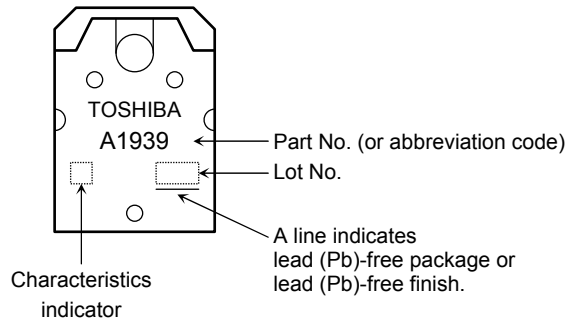 TOSHIBA
A1939
Part No. (or abbreviation code)
Lot No.
A line indicates
lead (Pb)-free package or
lead (Pb)-free finish.
Characteristics
indicator